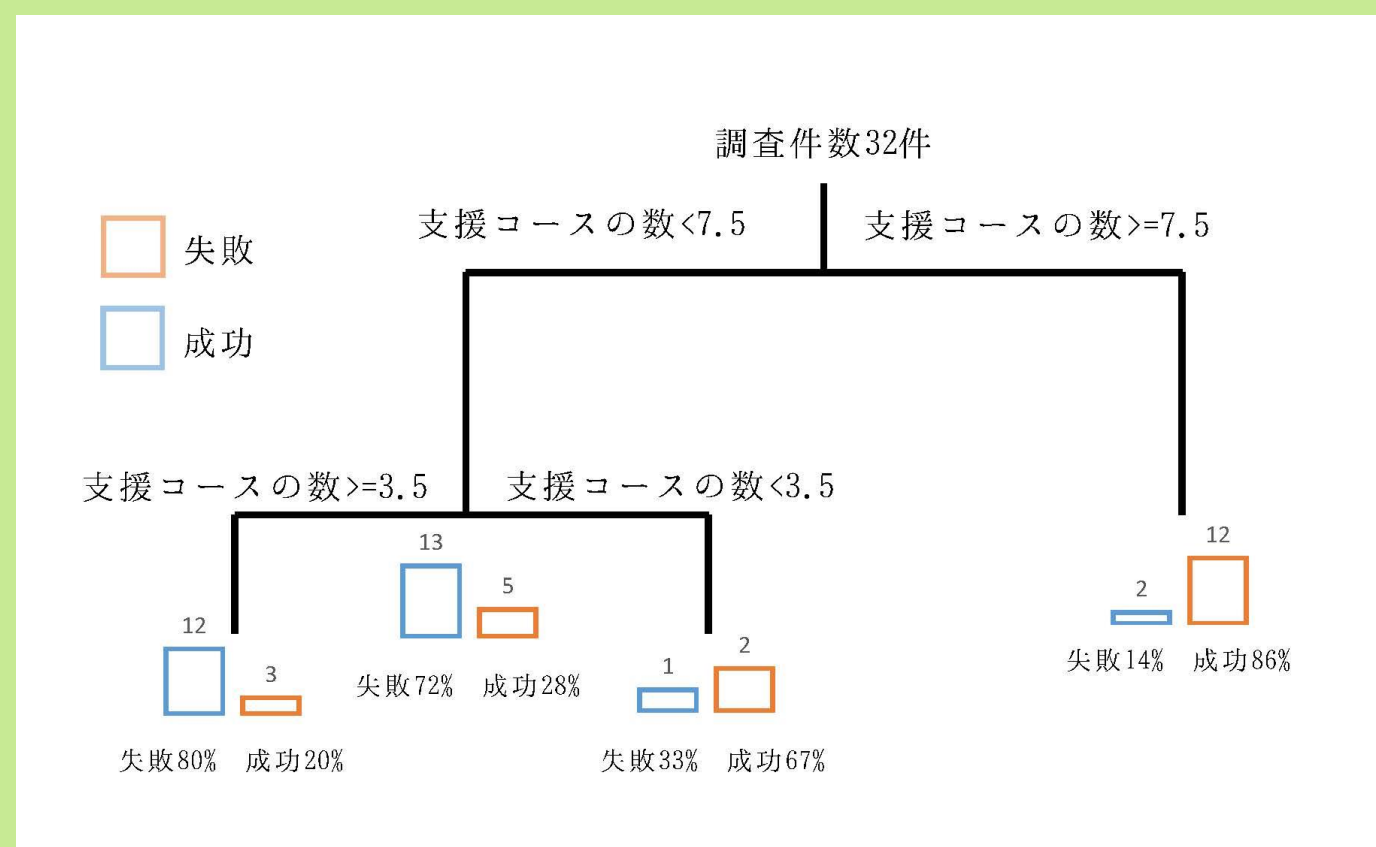 調査件数32件
支援コースの数<7.5
支援コースの数>=7.5
失敗
成功
支援コースの数>=3.5
支援コースの数<3.5
13
5
失敗72% 成功28%
12
3
失敗80% 成功20%
1
2
失敗33% 成功67%
2
12
失敗14% 成功86%